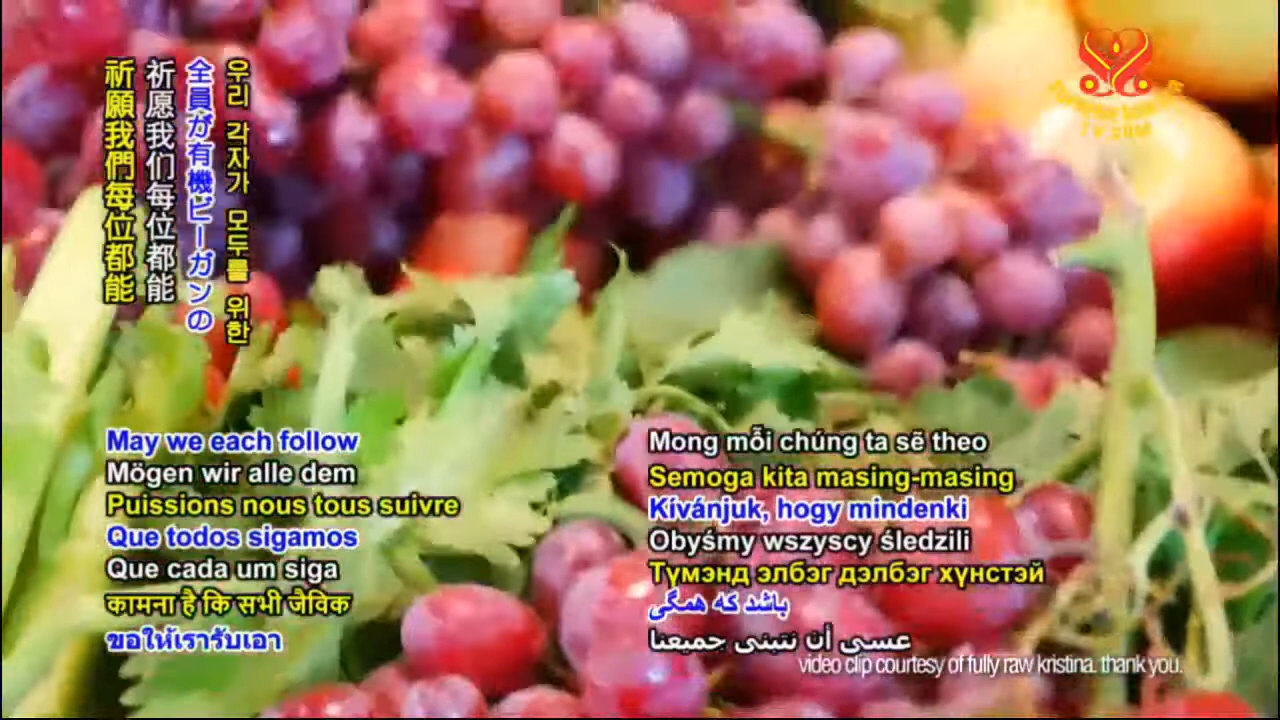 우리 각자가 모두를 위한
全員が有機ビーガンの
祈愿我们每位都能
祈願我們每位都能
May we each follow
Mögen wir alle dem
Puissions nous tous suivre
Que todos sigamos
Que cada um siga
कामना है कि सभी जैविक
ขอให้เรารับเอา
Mong mỗi chúng ta sẽ theo
Semoga kita masing-masing
Kívánjuk, hogy mindenki
Obyśmy wszyscy śledzili
Түмэнд элбэг дэлбэг хүнстэй
باشد که همگی
عسى أن نتبنى جميعنا
video clip courtesy of fully raw kristina. thank you.